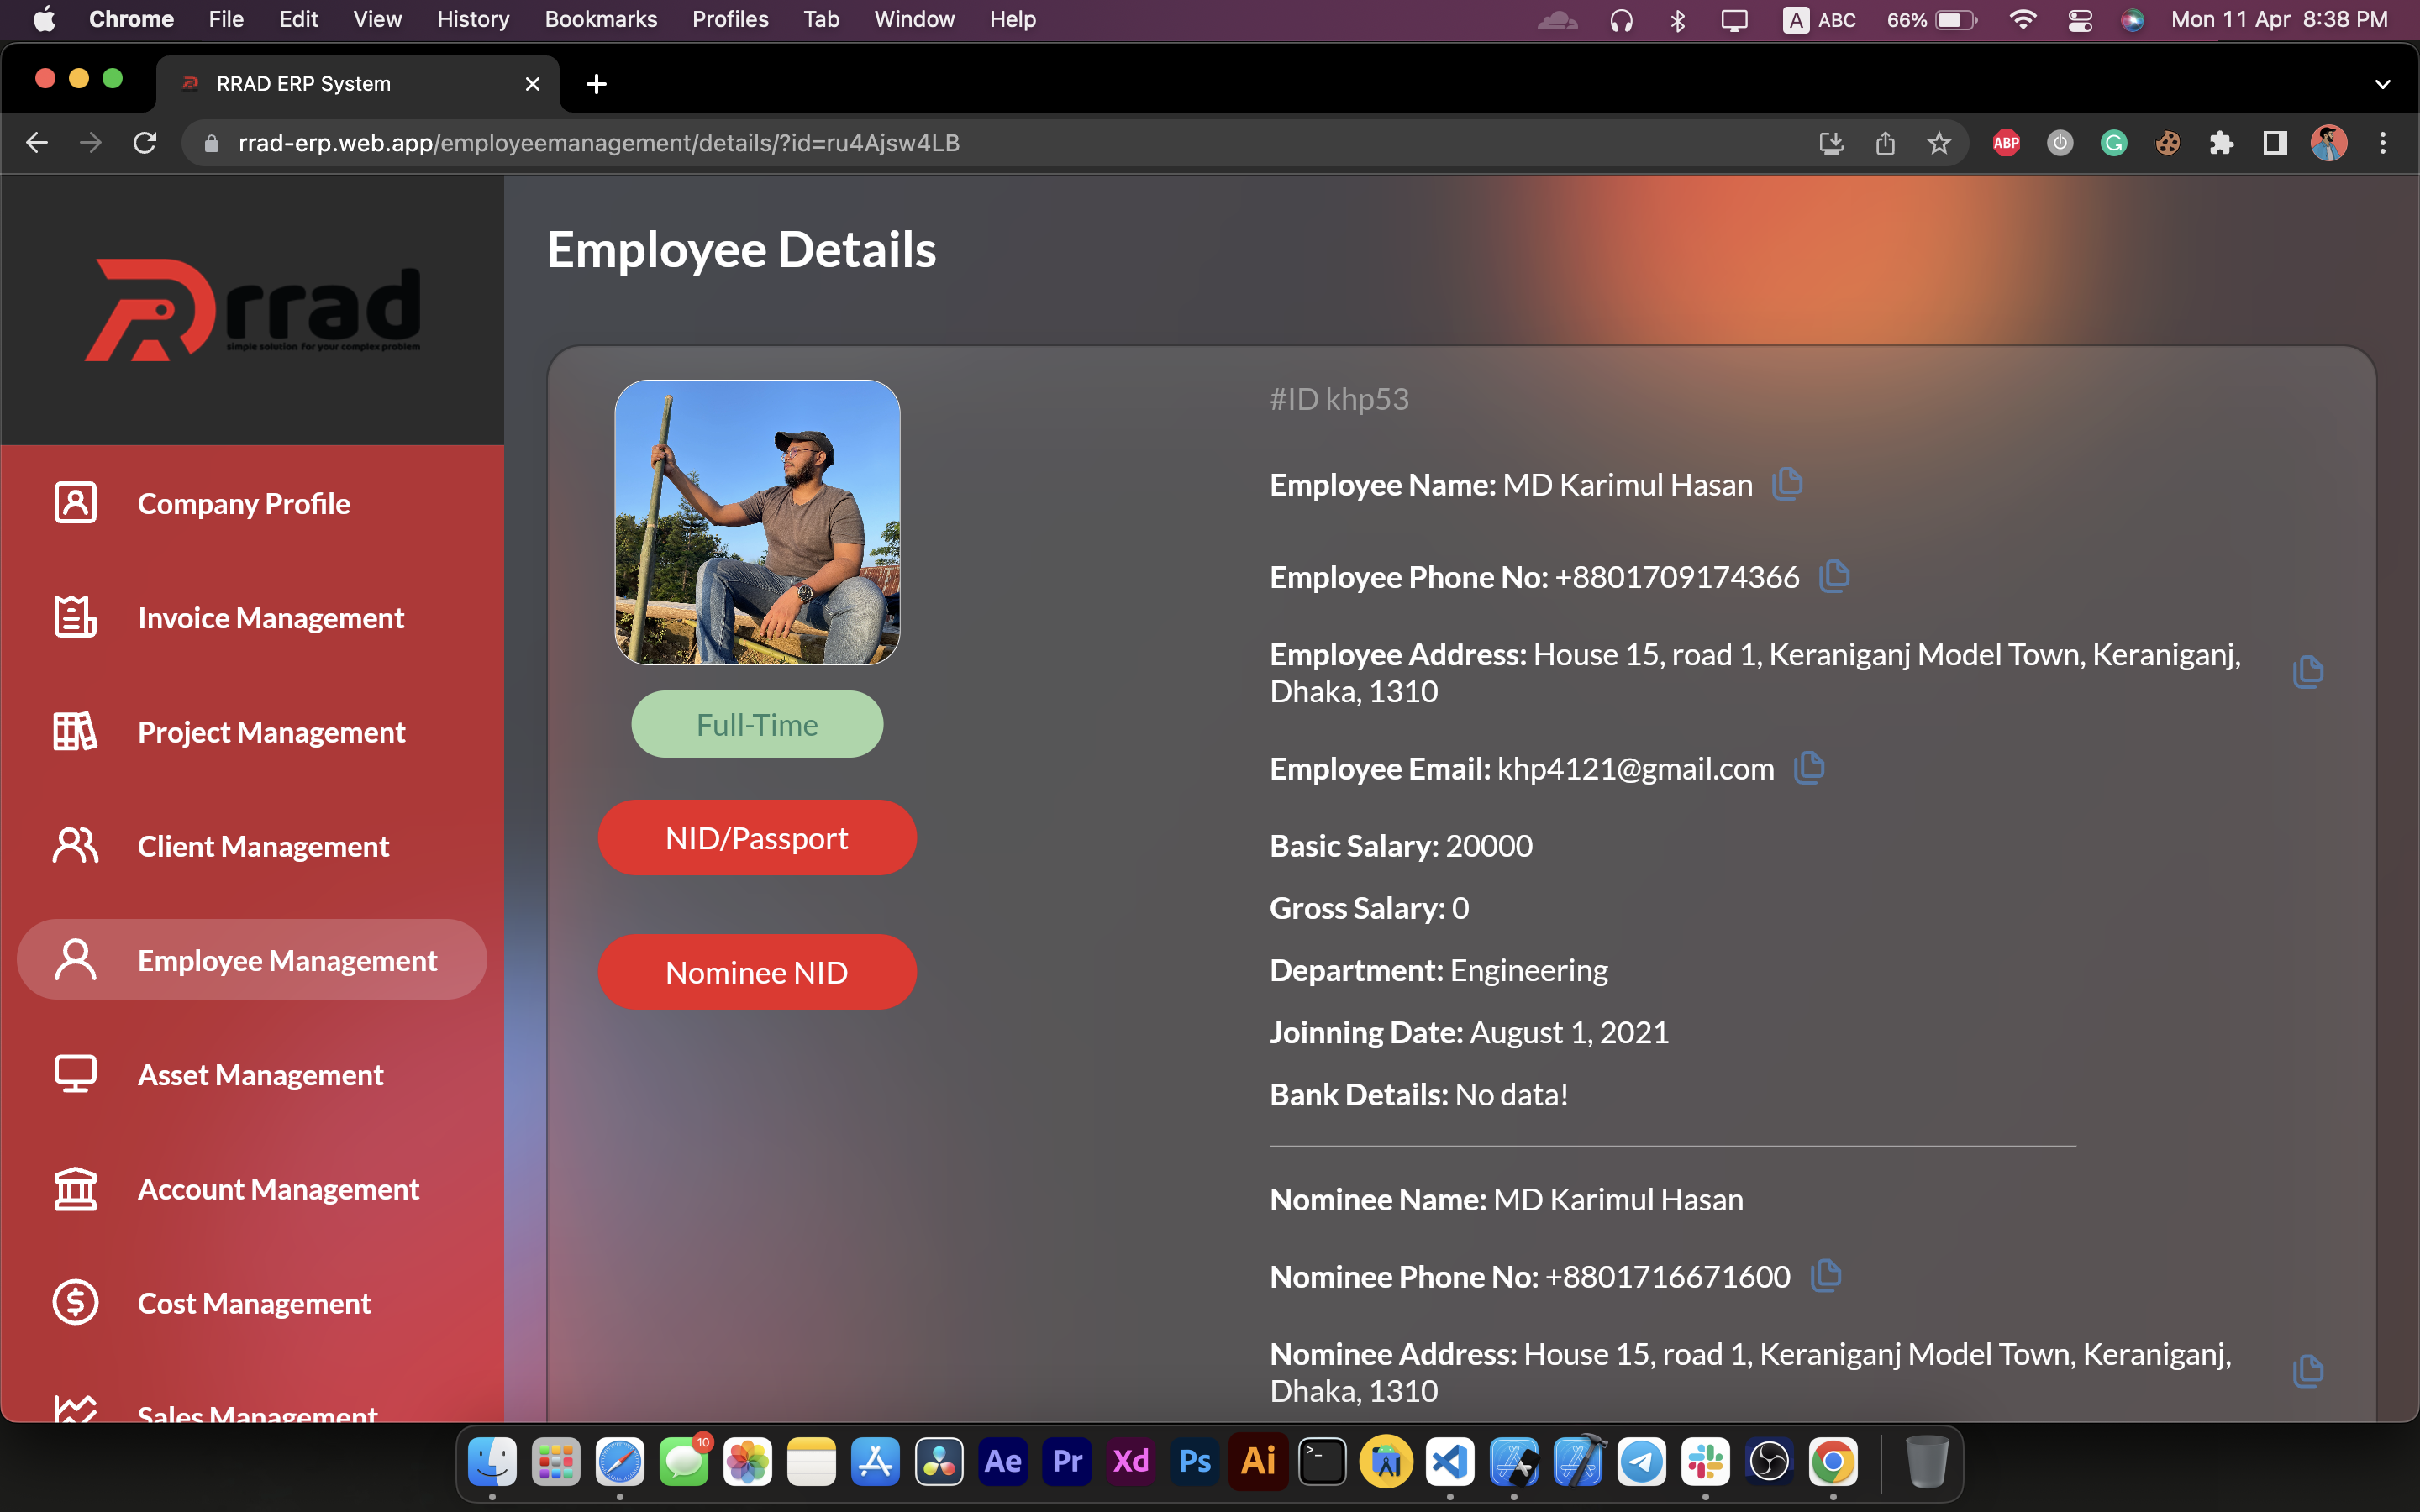 Chrome File Edit View History Bookmarks Profiles Tab Window Help A ABC 66% Mon 11 Apr 8:38 PM
RRAD ERP System
rrad-erp.web.app/employeemanagement/details/?id=ru4Ajsw4LB ABP G
rrad
simple solution for your complex problem
Company Profile
Invoice Management
Project Management
Client Management
Employee Management
Asset Management
Account Management
Cost Management
Sales Management
Employee Details
Full-Time
NID/Passport
Nominee NID
#ID khp53
Employee Name: MD Karimul Hasan
Employee Phone No: +8801709174366
Employee Address: House 15, road 1, Keraniganj Model Town, Keraniganj,
Dhaka, 1310
Employee Email: khp4121@gmail.com
Basic Salary: 20000
Gross Salary: 0
Department: Engineering
Joinning Date: August 1, 2021
Bank Details: No data!
Nominee Name: MD Karimul Hasan
Nominee Phone No: +8801716671600
Nominee Address: House 15, road 1, Keraniganj Model Town, Keraniganj,
Dhaka, 1310
10 Ae Pr Xd Ps Ai